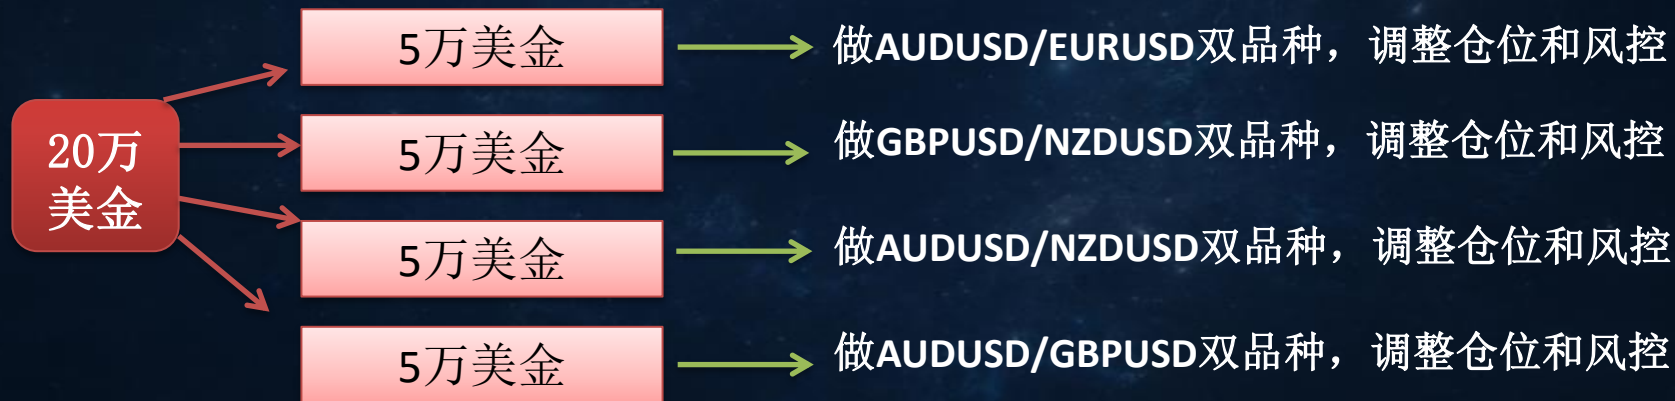 20万
美金
5万美金
做AUDUSD/EURUSD双品种，调整仓位和风控
5万美金
做GBPUSD/NZDUSD双品种，调整仓位和风控
5万美金
做AUDUSD/NZDUSD双品种，调整仓位和风控
5万美金
做AUDUSD/GBPUSD双品种，调整仓位和风控